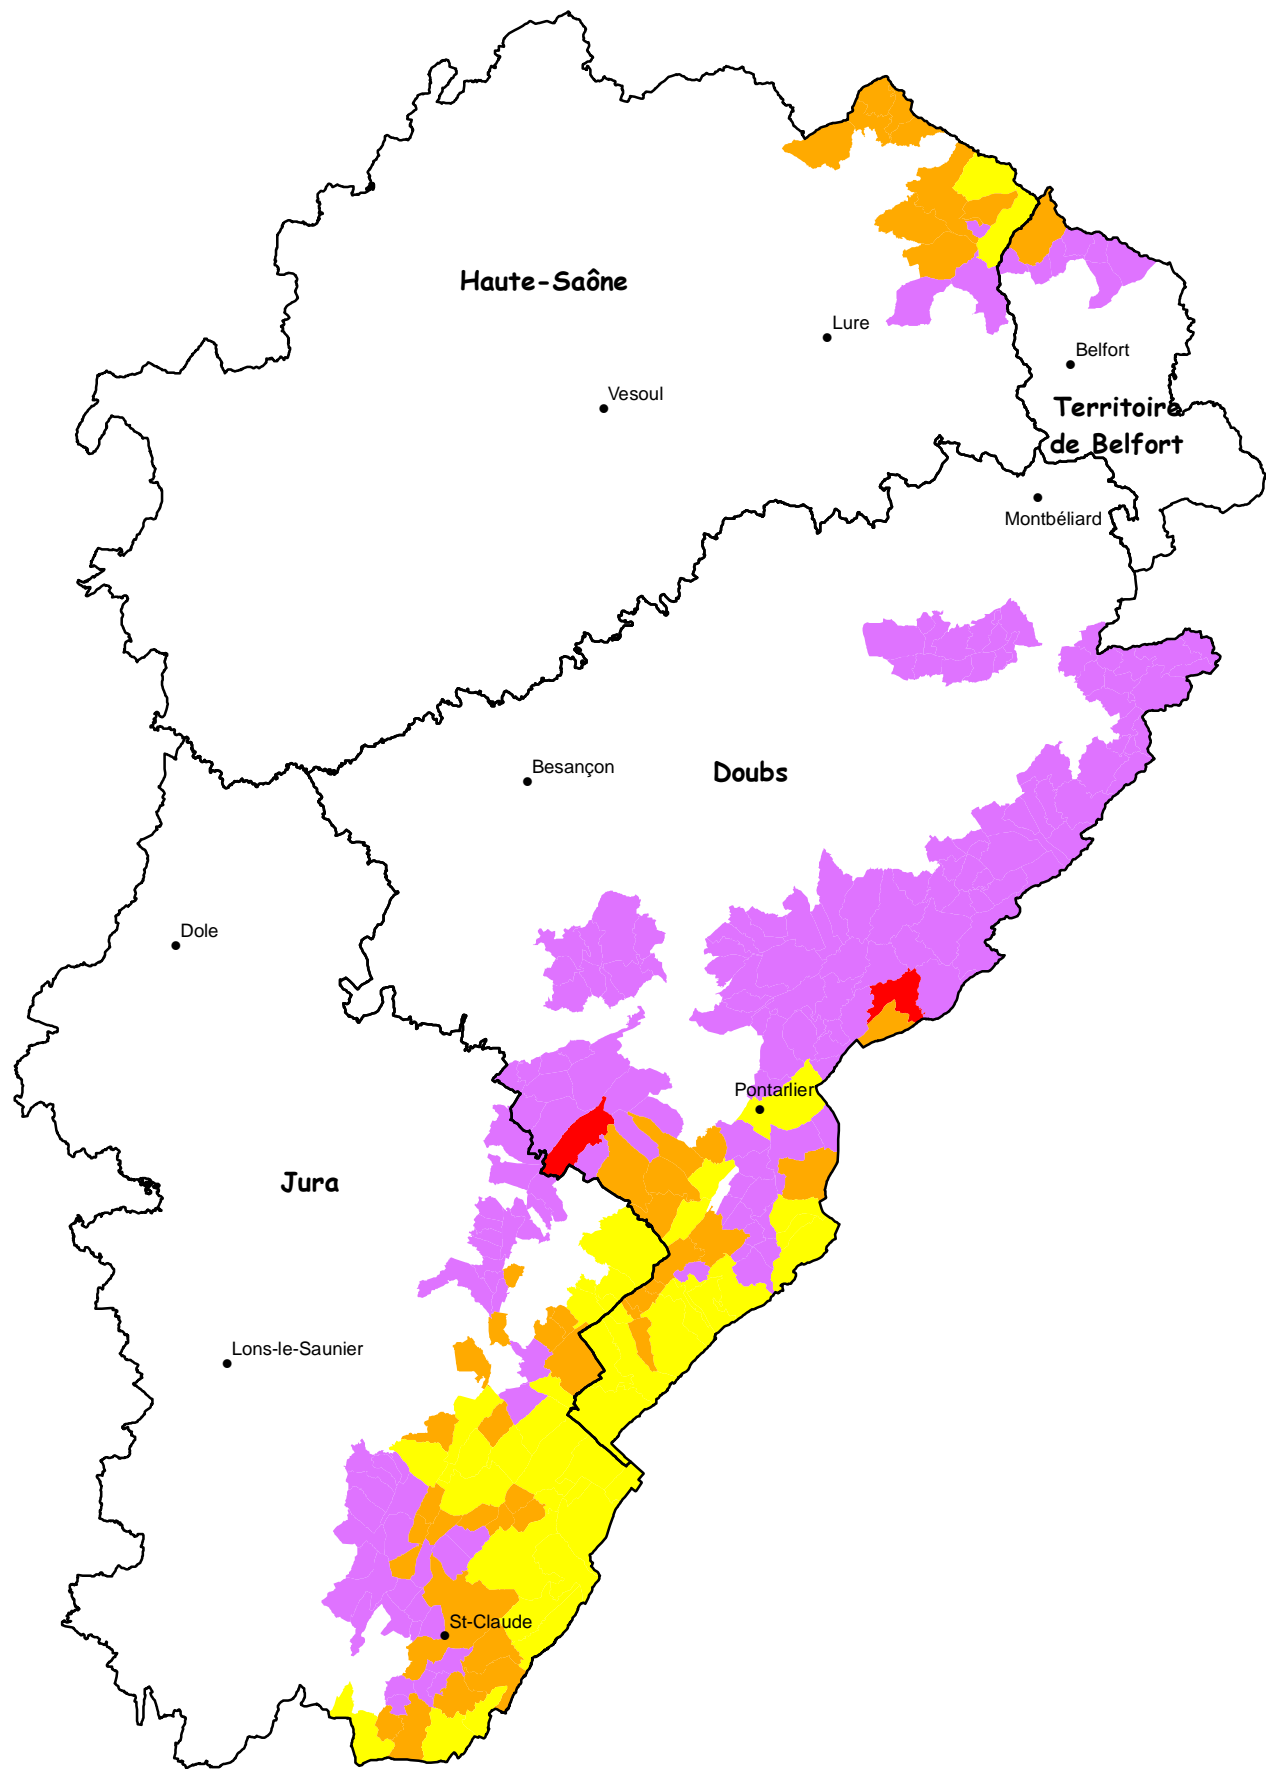 Haute-Saône
Lure
Belfort
Vesoul
Territoire
de Belfort
Montbéliard
Besançon
Doubs
Dole
Pontarlier
Jura
Lons-le-Saunier
St-Claude